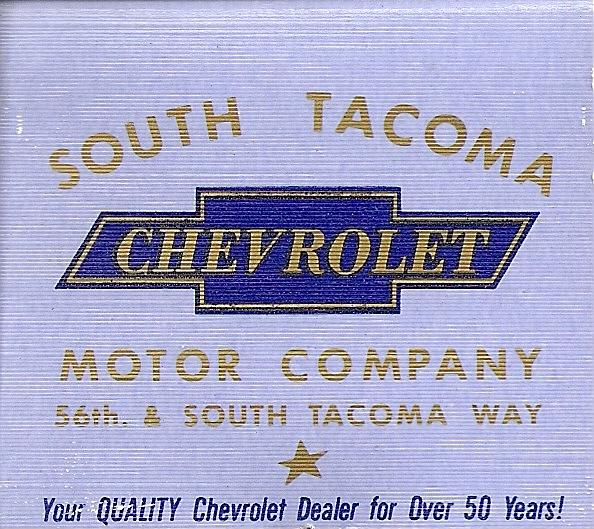 SOUTH TACOMA
CHEVROLET
MOTOR COMPANY
56th. & SOUTH TACOMA WAY
Your QUALITY Chevrolet Dealer for Over 50 Years!